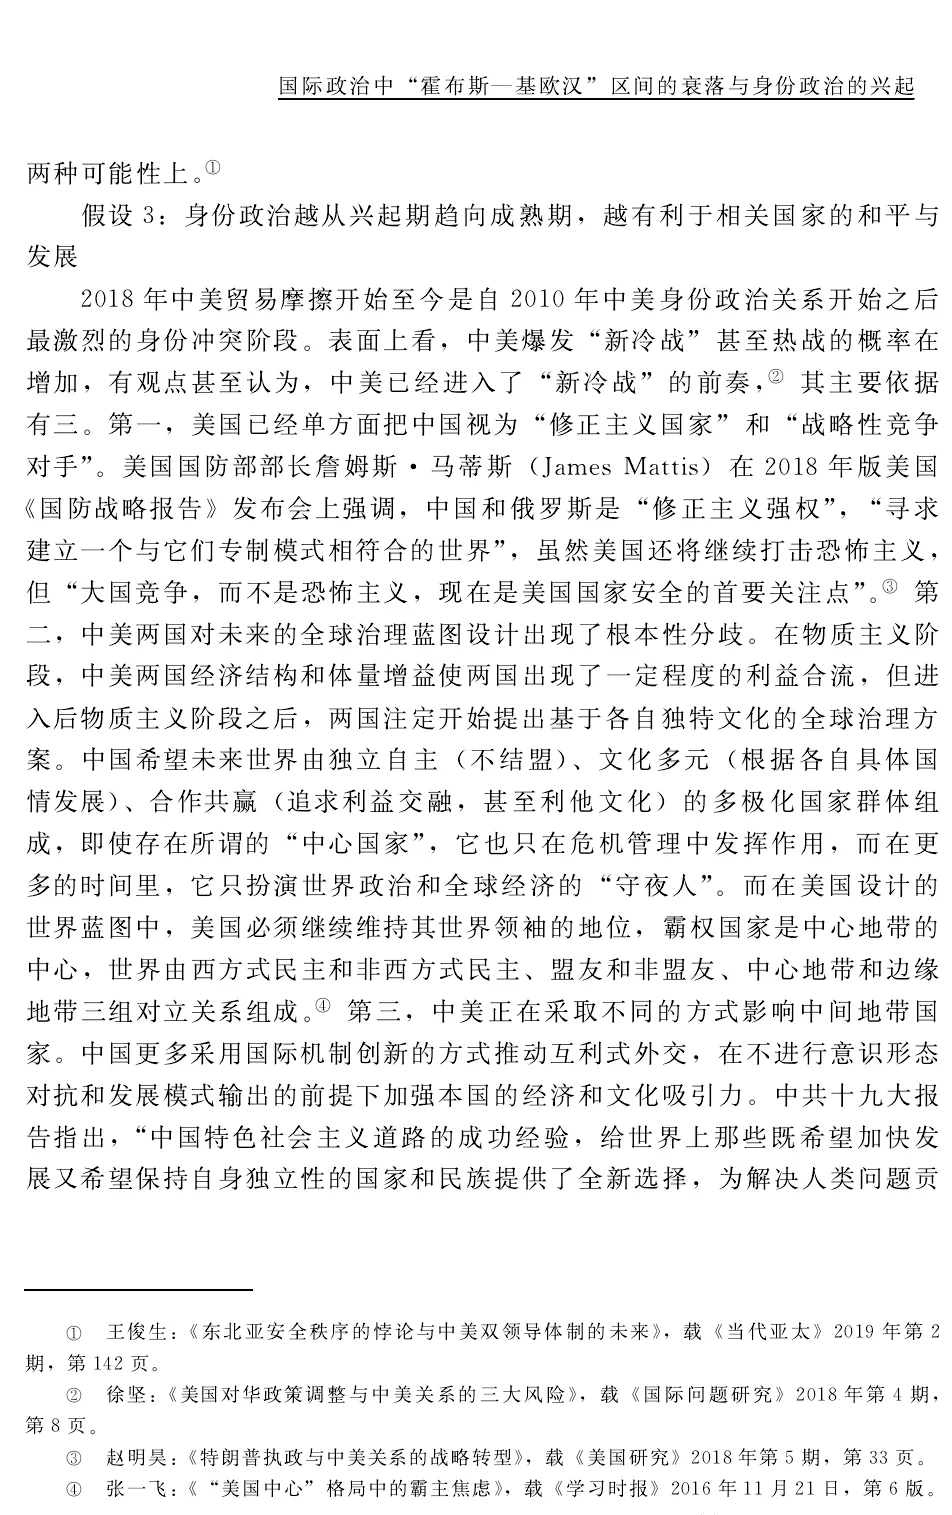 国际政治中“霍布斯—基欧汉”区间的衰落与身份政治的兴起
两种可能性上。①
假设 3：身份政治越从兴起期趋向成熟期，越有利于相关国家的和平与
发展
2018 年中美贸易摩擦开始至今是自 2010 年中美身份政治关系开始之后
最激烈的身份冲突阶段。表面上看，中美爆发“新冷战”甚至热战的概率在
增加，有观点甚至认为，中美已经进入了“新冷战”的前奏，② 其主要依据
有三。第一，美国已经单方面把中国视为“修正主义国家”和“战略性竞争
对手”。美国国防部部长詹姆斯·马蒂斯（James Mattis）在 2018 年版美国
《国防战略报告》发布会上强调，中国和俄罗斯是“修正主义强权”，“寻求
建立一个与它们专制模式相符合的世界”，虽然美国还将继续打击恐怖主义，
但“大国竞争，而不是恐怖主义，现在是美国国家安全的首要关注点”。③ 第
二，中美两国对未来的全球治理蓝图设计出现了根本性分歧。在物质主义阶
段，中美两国经济结构和体量增益使两国出现了一定程度的利益合流，但进
入后物质主义阶段之后，两国注定开始提出基于各自独特文化的全球治理方
案。中国希望未来世界由独立自主（不结盟）、文化多元（根据各自具体国
情发展）、合作共赢（追求利益交融，甚至利他文化）的多极化国家群体组
成，即使存在所谓的“中心国家”，它也只在危机管理中发挥作用，而在更
多的时间里，它只扮演世界政治和全球经济的“守夜人”。而在美国设计的
世界蓝图中，美国必须继续维持其世界领袖的地位，霸权国家是中心地带的
中心，世界由西方式民主和非西方式民主、盟友和非盟友、中心地带和边缘
地带三组对立关系组成。④ 第三，中美正在采取不同的方式影响中间地带国
家。中国更多采用国际机制创新的方式推动互利式外交，在不进行意识形态
对抗和发展模式输出的前提下加强本国的经济和文化吸引力。中共十九大报
告指出，“中国特色社会主义道路的成功经验，给世界上那些既希望加快发
展又希望保持自身独立性的国家和民族提供了全新选择，为解决人类问题贡
① 王俊生：《东北亚安全秩序的悖论与中美双领导体制的未来》，载《当代亚太》2019 年第 2
期，第 142 页。
② 徐坚：《美国对华政策调整与中美关系的三大风险》，载《国际问题研究》2018 年第 4 期，
第 8 页。
③ 赵明昊：《特朗普执政与中美关系的战略转型》，载《美国研究》2018 年第 5 期，第 33 页。
④ 张一飞：《“美国中心”格局中的霸主焦虑》，载《学习时报》2016 年 11 月 21 日，第 6 版。